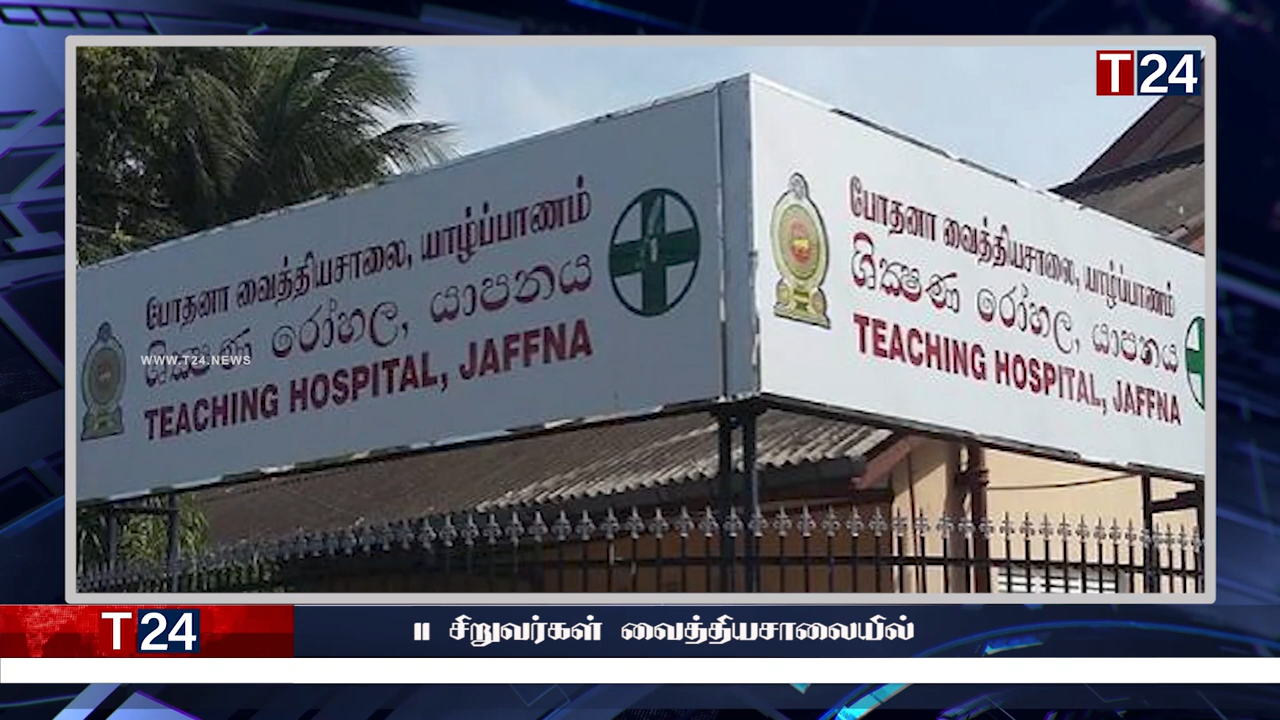 T24
போதனா வைத்தியசாலை, யாழ்ப்பாணம்
ශික්ෂණ රෝහල, යාපනය
TEACHING HOSPITAL, JAFFNA
போதனா வைத்தியசாலை, யாழ்ப்பாணம்
ශික්ෂණ රෝහල, යාපනය
TEACHING HOSPITAL, JAFFNA
WWW.T24.NEWS
T24
11 சிறுவர்கள் வைத்தியசாலையில்